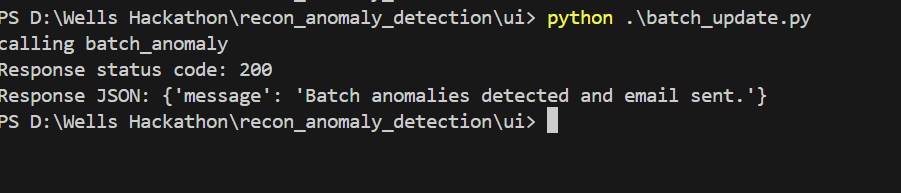 PS D:\Wells Hackathon\recon_anomaly_detection\ui> python .\batch_update.py
calling batch_anomaly
Response status code: 200
Response JSON: {'message': 'Batch anomalies detected and email sent.'}
PS D:\Wells Hackathon\recon_anomaly_detection\ui>